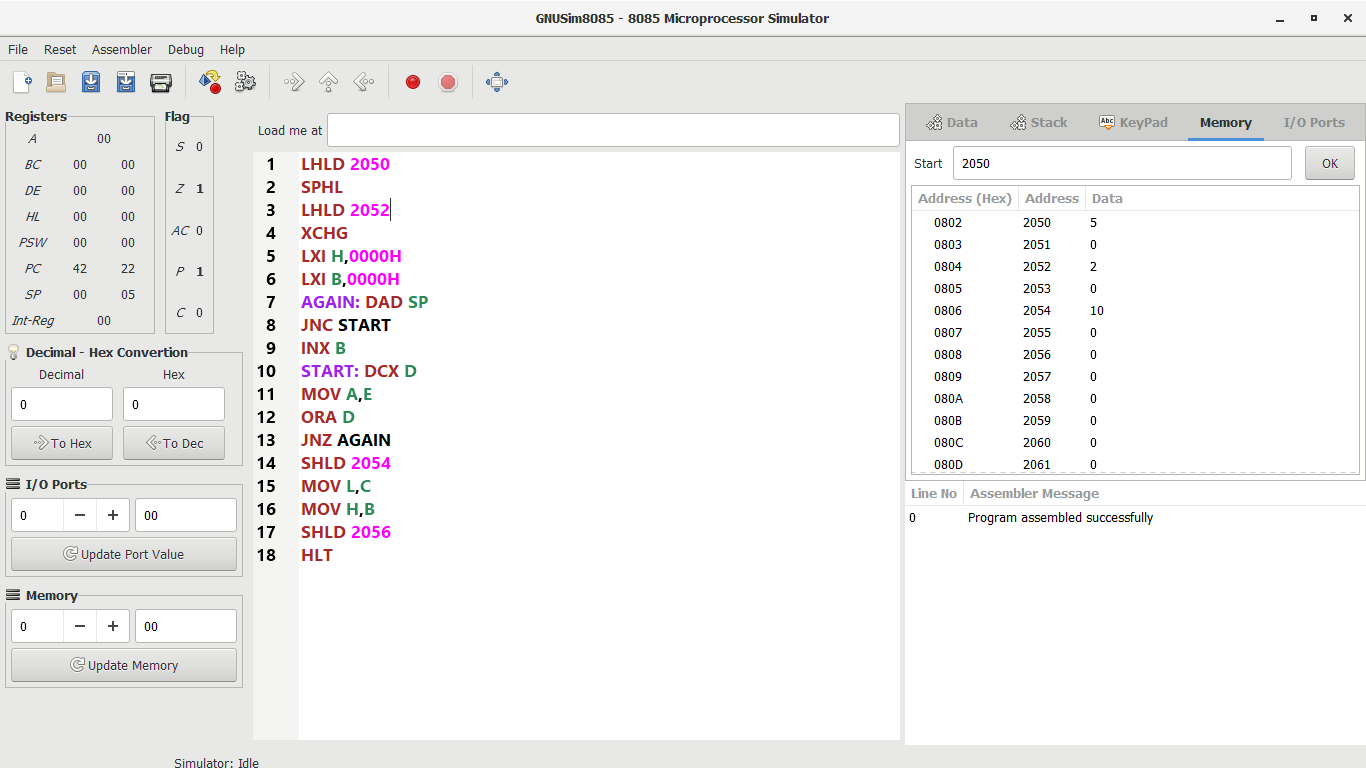 GNUSim8085 - 8085 Microprocessor Simulator
File Reset Assembler Debug Help
Registers
A 00
BC 00 00
DE 00 00
HL 00 00
PSW 00 00
PC 42 22
SP 00 05
Int-Reg 00
Flag
S 0
Z 1
AC 0
P 1
C 0
Decimal - Hex Convertion
Decimal Hex
0 0
To Hex To Dec
I/O Ports
0 00
Update Port Value
Memory
0 00
Update Memory
Load me at
1 LHLD 2050
2 SPHL
3 LHLD 2052
4 XCHG
5 LXI H,0000H
6 LXI B,0000H
7 AGAIN: DAD SP
8 JNC START
9 INX B
10 START: DCX D
11 MOV A,E
12 ORA D
13 JNZ AGAIN
14 SHLD 2054
15 MOV L,C
16 MOV H,B
17 SHLD 2056
18 HLT
Data Stack Abc KeyPad Memory I/O Ports
Start 2050 OK
Address (Hex) Address Data
0802 2050 5
0803 2051 0
0804 2052 2
0805 2053 0
0806 2054 10
0807 2055 0
0808 2056 0
0809 2057 0
080A 2058 0
080B 2059 0
080C 2060 0
080D 2061 0
Line No Assembler Message
0 Program assembled successfully
Simulator: Idle